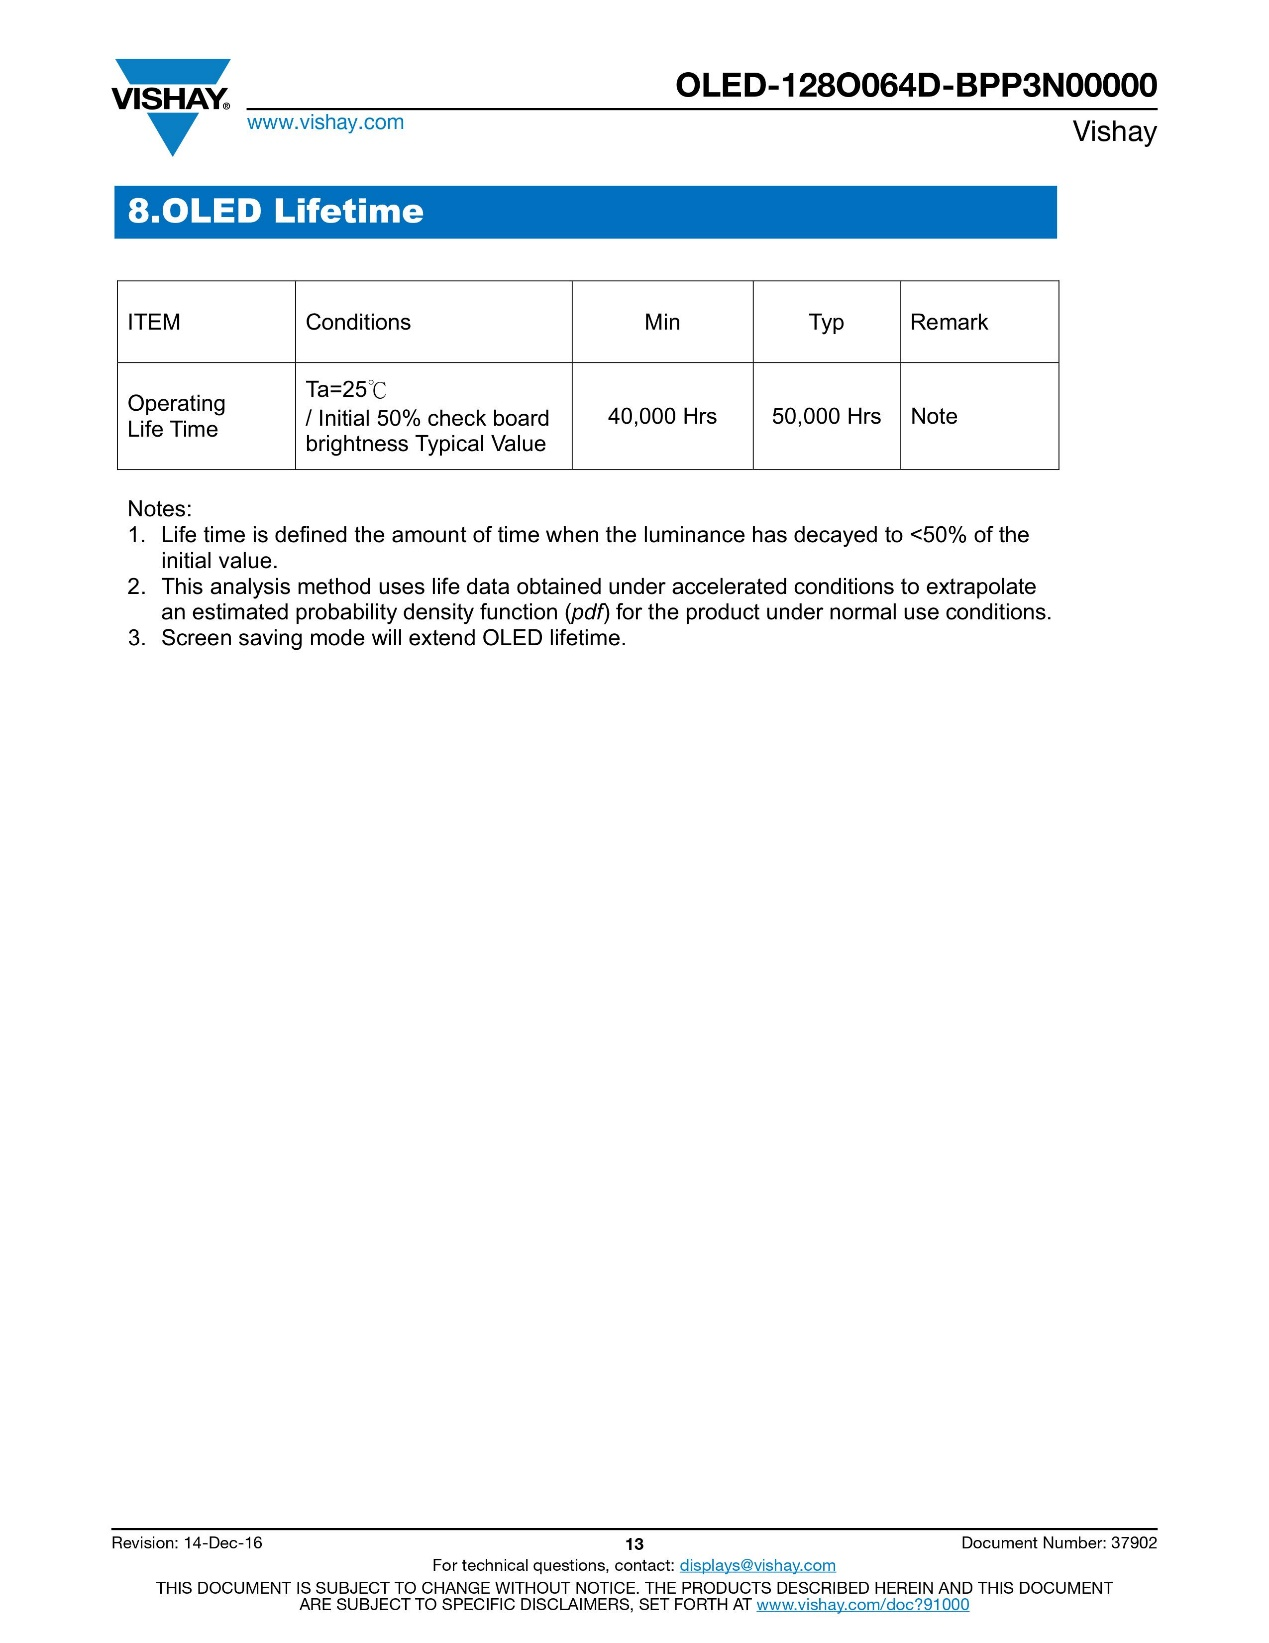 VISHAY®
www.vishay.com
OLED-128O064D-BPP3N00000
Vishay
8.OLED Lifetime
ITEM Conditions Min Typ Remark
Operating
Life Time
Ta=25℃
/ Initial 50% check board
brightness Typical Value
40,000 Hrs 50,000 Hrs Note
Notes:
1. Life time is defined the amount of time when the luminance has decayed to <50% of the
initial value.
2. This analysis method uses life data obtained under accelerated conditions to extrapolate
an estimated probability density function (pdf) for the product under normal use conditions.
3. Screen saving mode will extend OLED lifetime.
Revision: 14-Dec-16 13 Document Number: 37902
For technical questions, contact: displays@vishay.com
THIS DOCUMENT IS SUBJECT TO CHANGE WITHOUT NOTICE. THE PRODUCTS DESCRIBED HEREIN AND THIS DOCUMENT
ARE SUBJECT TO SPECIFIC DISCLAIMERS, SET FORTH AT www.vishay.com/doc?91000